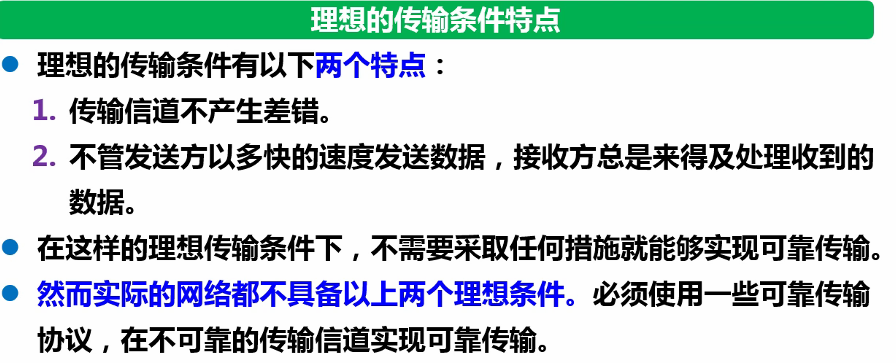 理想的传输条件特点
● 理想的传输条件有以下两个特点：
1. 传输信道不产生差错。
2. 不管发送方以多快的速度发送数据，接收方总是来得及处理收到的
数据。
● 在这样的理想传输条件下，不需要采取任何措施就能够实现可靠传输。
● 然而实际的网络都不具备以上两个理想条件。必须使用一些可靠传输
协议，在不可靠的传输信道实现可靠传输。